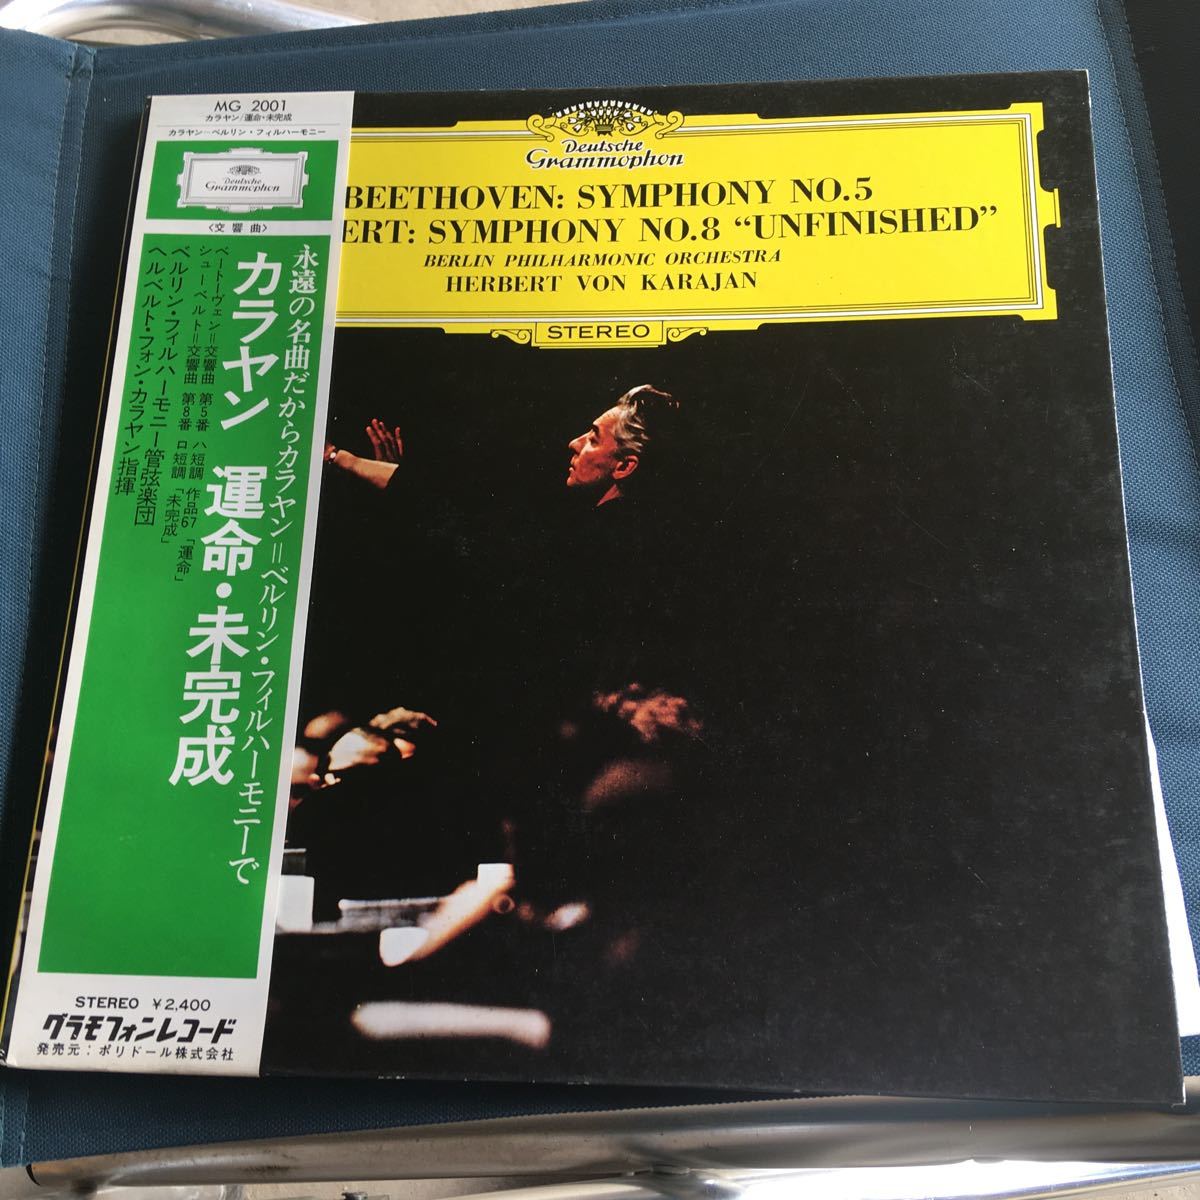 MG 2001
カラヤン/運命・未完成
カラヤン=ベルリン・フィルハーモニー
Deutsche
Grammophon
〈交響曲〉
永遠の名曲だからカラヤン=ベルリン・フィルハーモニーで
カラヤン 運命・未完成
ベートーヴェン=交響曲 第5番 ハ短調 作品67「運命」
シューベルト=交響曲 第8番 ロ短調「未完成」
ベルリン・フィルハーモニー管弦楽団
ヘルベルト・フォン・カラヤン指揮
STEREO ¥2,400
グラモフォンレコード
発売元:ポリドール株式会社
Deutsche
Grammophon
BEETHOVEN: SYMPHONY NO.5
ERT: SYMPHONY NO.8 “UNFINISHED”
BERLIN PHILHARMONIC ORCHESTRA
HERBERT VON KARAJAN
STEREO